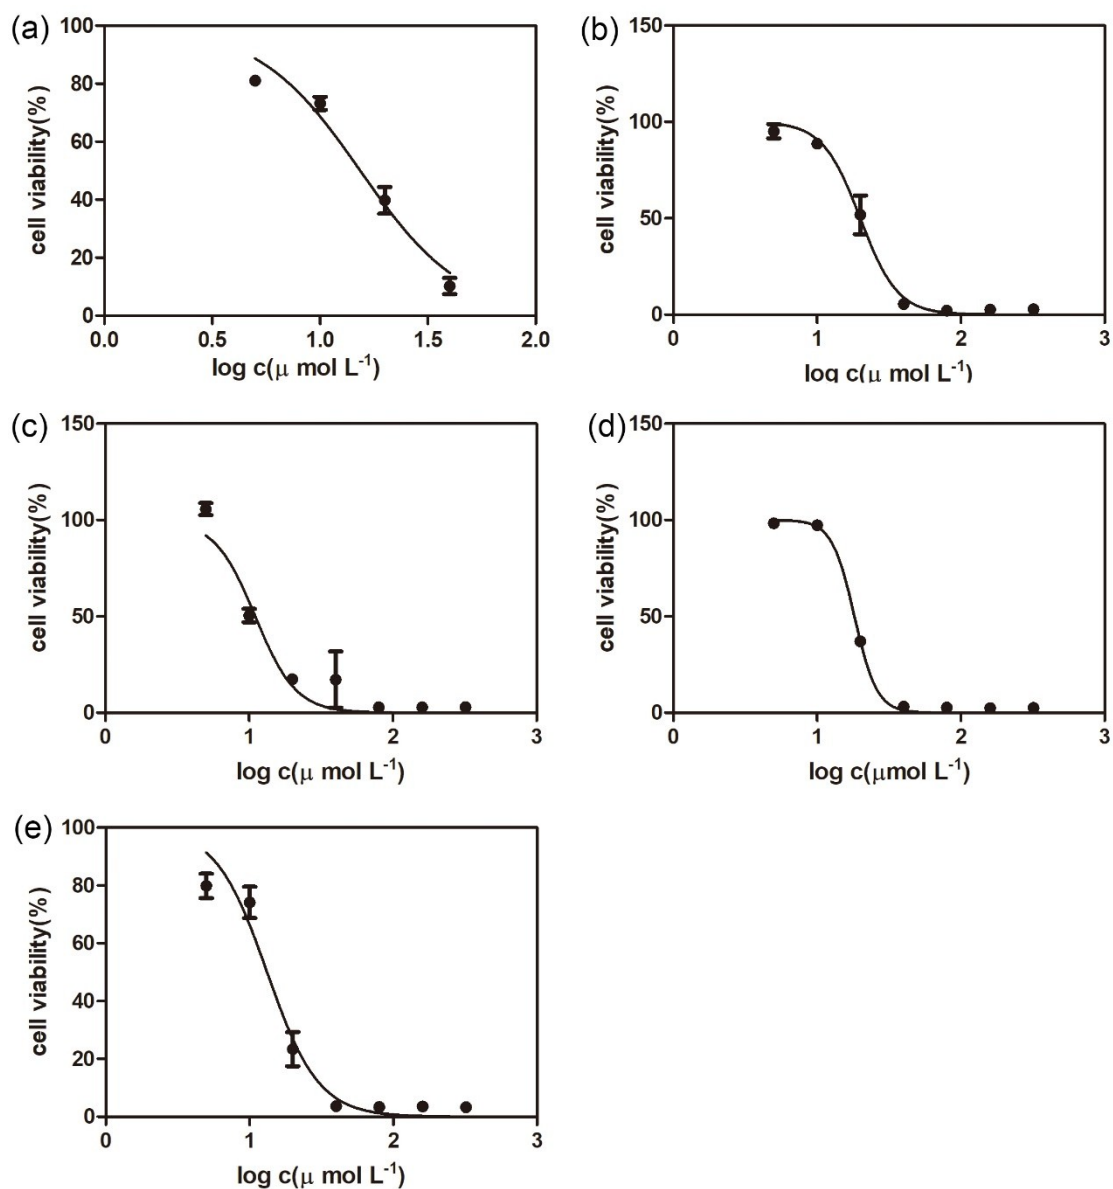 (a)
100
80
60
40
20
0
cell viability(%)
0.0 0.5 1.0 1.5 2.0
log c(μ mol L-1)
(b)
150
100
50
0
cell viability(%)
0 1 2 3
log c(μ mol L-1)
(c)
150
100
50
0
cell viability(%)
0 1 2 3
log c(μ mol L-1)
(d)
150
100
50
0
cell viability(%)
0 1 2 3
log c(μmol L-1)
(e)
100
80
60
40
20
0
cell viability(%)
0 1 2 3
log c(μ mol L-1)